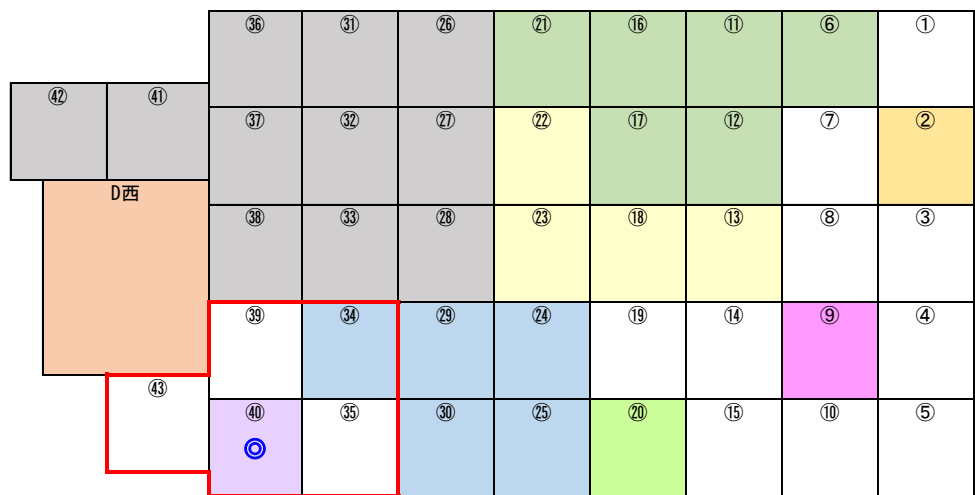 ㊱ ㉛ ㉖ ㉑ ⑯ ⑪ ⑥ ①
㊷ ㊶
㊲ ㉜ ㉗ ㉒ ⑰ ⑫ ⑦ ②
D西
㊳ ㉝ ㉘ ㉓ ⑱ ⑬ ⑧ ③
㊴ ㉞ ㉙ ㉔ ⑲ ⑭ ⑨ ④
㊸
㊵ ㉟ ㉚ ㉕ ⑳ ⑮ ⑩ ⑤
◎